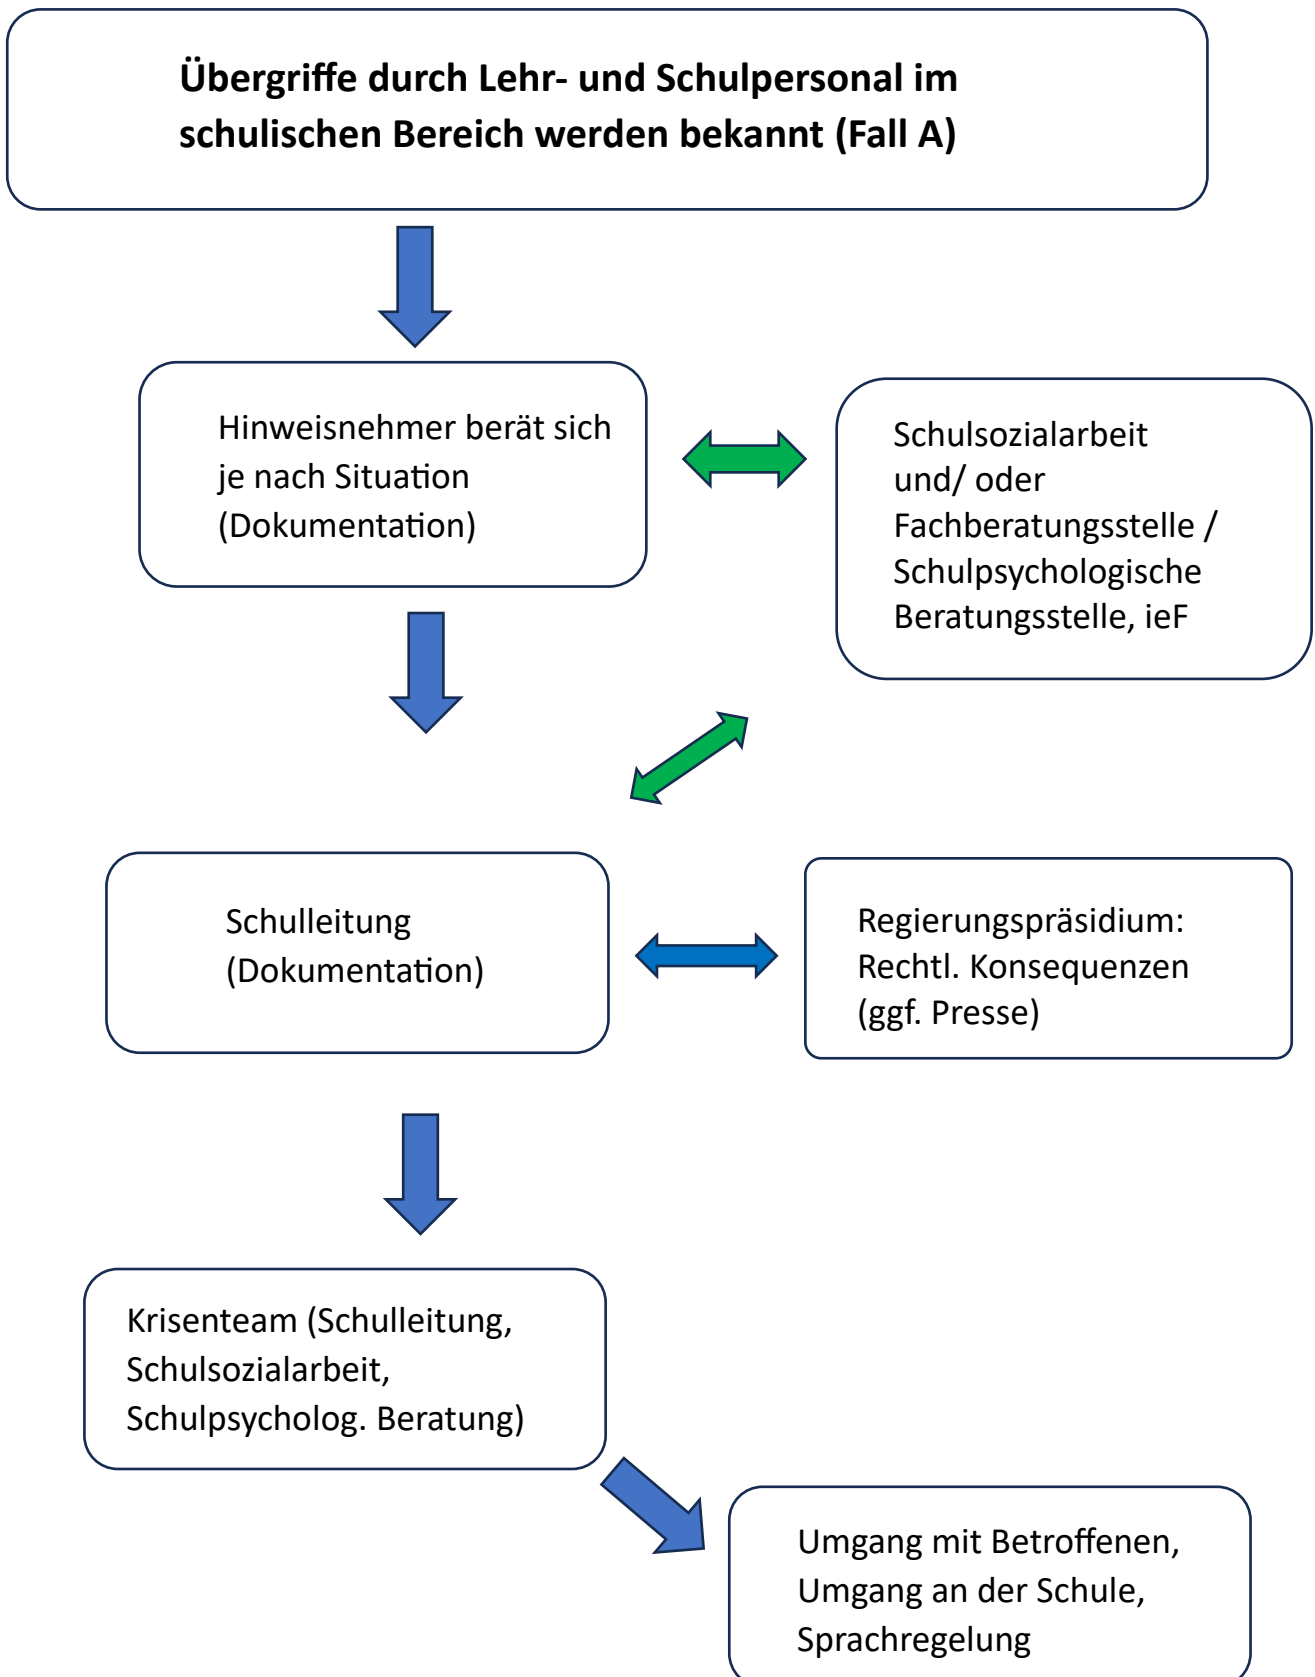 Übergriffe durch Lehr- und Schulpersonal im
schulischen Bereich werden bekannt (Fall A)
Hinweisnehmer berät sich
je nach Situation
(Dokumentation)
Schulsozialarbeit
und/ oder
Fachberatungsstelle /
Schulpsychologische
Beratungsstelle, ieF
Schulleitung
(Dokumentation)
Regierungspräsidium:
Rechtl. Konsequenzen
(ggf. Presse)
Krisenteam (Schulleitung,
Schulsozialarbeit,
Schulpsycholog. Beratung)
Umgang mit Betroffenen,
Umgang an der Schule,
Sprachregelung